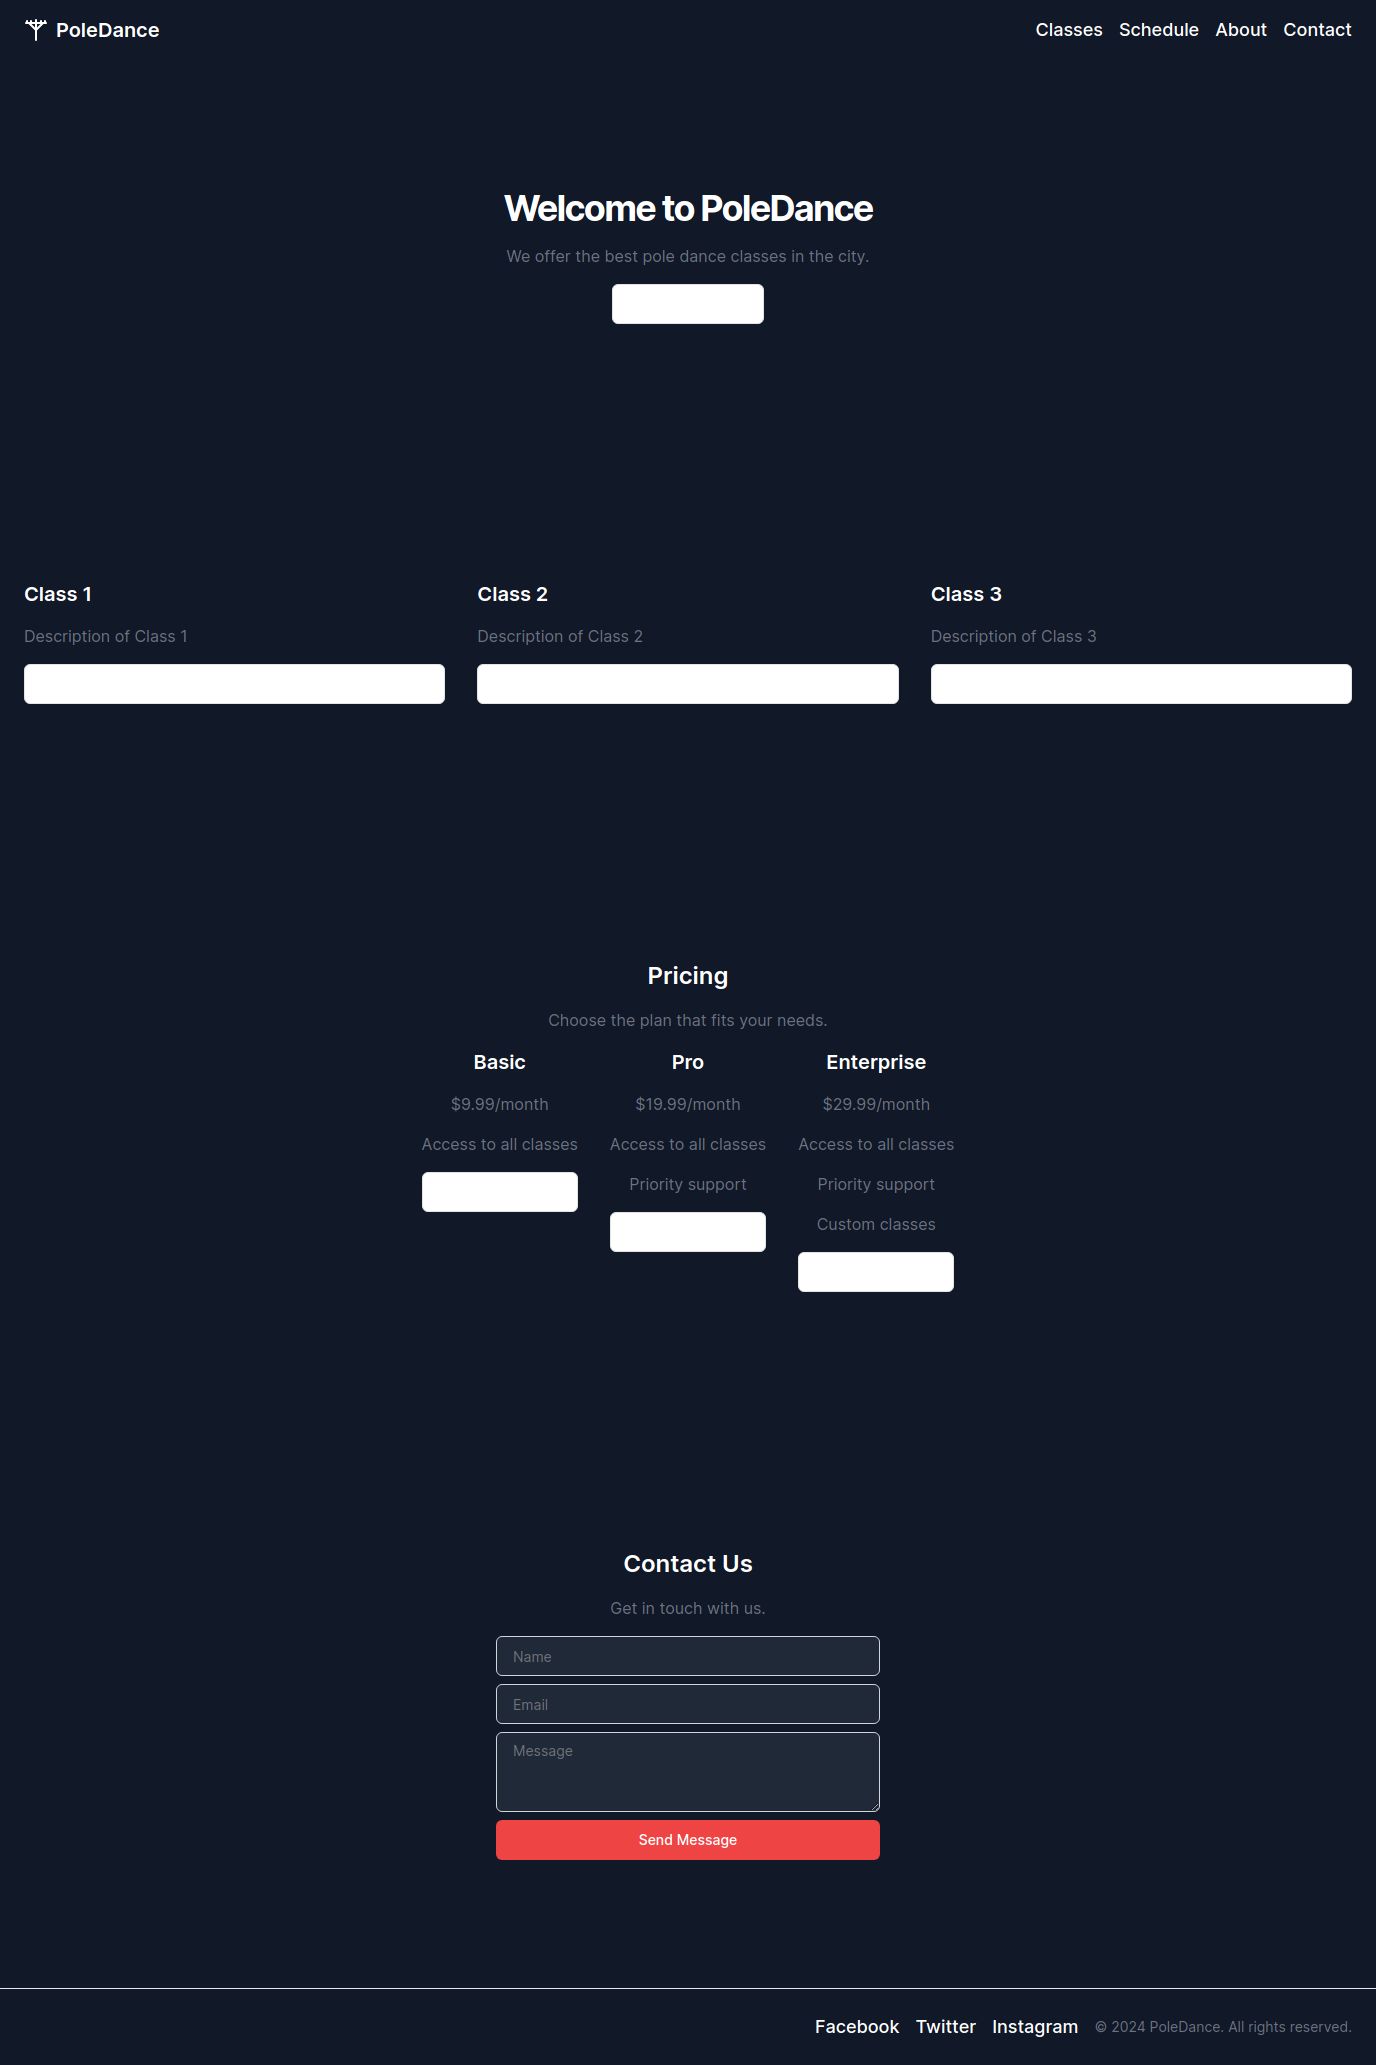 PoleDance
Classes Schedule About Contact
Welcome to PoleDance
We offer the best pole dance classes in the city.
Class 1
Description of Class 1
Class 2
Description of Class 2
Class 3
Description of Class 3
Pricing
Choose the plan that fits your needs.
Basic
$9.99/month
Access to all classes
Pro
$19.99/month
Access to all classes
Priority support
Enterprise
$29.99/month
Access to all classes
Priority support
Custom classes
Contact Us
Get in touch with us.
Name
Email
Message
Send Message
Facebook Twitter Instagram © 2024 PoleDance. All rights reserved.